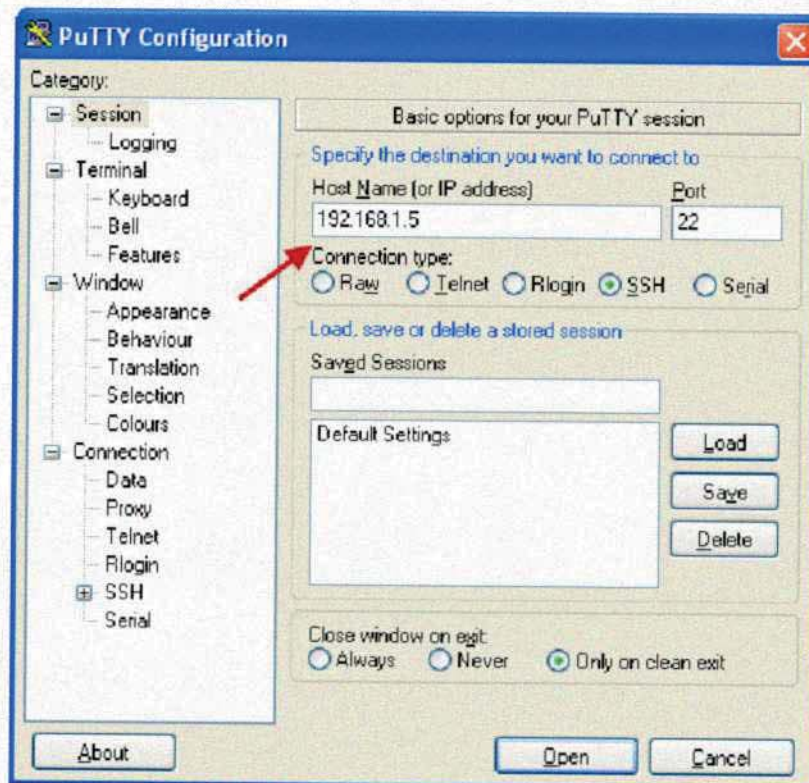 PuTTY Configuration
Category:
Session
Logging
Terminal
Keyboard
Bell
Features
Window
Appearance
Behaviour
Translation
Selection
Colours
Connection
Data
Proxy
Telnet
Rlogin
SSH
Serial
Basic options for your PuTTY session
Specify the destination you want to connect to
Host Name (or IP address) Port
192.168.1.5 22
Connection type:
Raw Telnet Rlogin SSH Serial
Load, save or delete a stored session
Saved Sessions
Default Settings
Load
Save
Delete
Close window on exit:
Always Never Only on clean exit
About Open Cancel